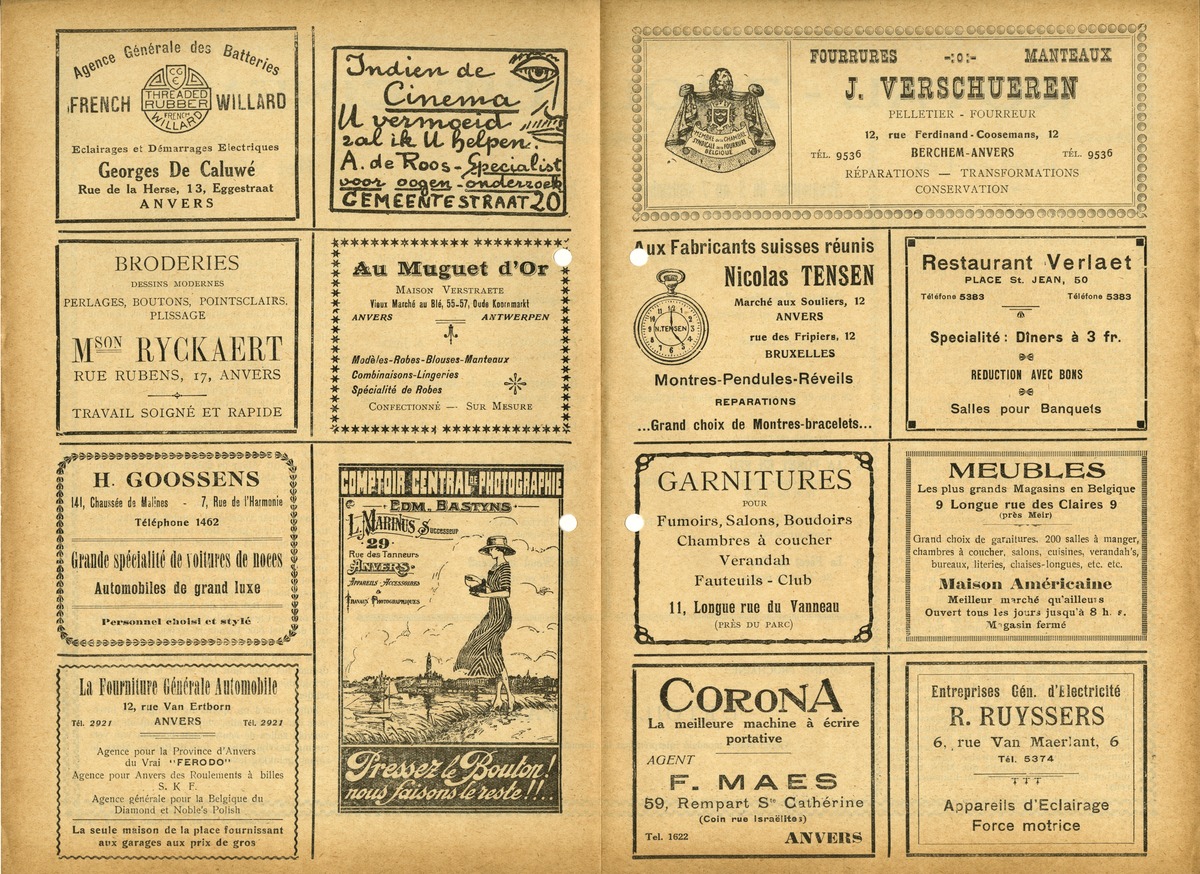 Agence Générale des Batteries
FRENCH WILLARD
CG E
THREADED
RUBBER
FRENCH
WILLARD
Eclairages et Démarrages Electriques
Georges De Caluwé
Rue de la Herse, 13, Eggestraat
ANVERS
Indien de
Cinema
U vermoeid
zal ik U helpen.
A. de Roos - Specialist
voor oogen-onderzoek
GEMEENTESTRAAT 20
BRODERIES
DESSINS MODERNES
PERLAGES, BOUTONS, POINTSCLAIRS,
PLISSAGE
MSON RYCKAERT
RUE RUBENS, 17, ANVERS
TRAVAIL SOIGNÉ ET RAPIDE
Au Muguet d'Or
MAISON VERSTRAETE
Vieux Marché au Blé, 55-57, Oude Koornmarkt
ANVERS ANTWERPEN
Modèles-Robes-Blouses-Manteaux
Combinaisons-Lingeries
Spécialité de Robes
CONFECTIONNÉ — SUR MESURE
H. GOOSSENS
141, Chaussée de Malines - 7, Rue de l'Harmonie
Téléphone 1462
Grande spécialité de voitures de noces
Automobiles de grand luxe
Personnel choisi et stylé
COMPTOIR CENTRAL DE PHOTOGRAPHIE
EDM. BASTYNS
L. MARINUS SUCCESSEUR
29
Rue des Tanneurs
ANVERS
APPAREILS - ACCESSOIRES
&
TRAVAUX PHOTOGRAPHIQUES
Pressez le Bouton!
nous faisons le reste!!..
La Fourniture Générale Automobile
12, rue Van Ertborn
Tél. 2921 ANVERS Tél. 2921
Agence pour la Province d'Anvers
du Vrai "FERODO"
Agence pour Anvers des Roulements à billes
S. K. F.
Agence générale pour la Belgique du
Diamond et Noble's Polish
La seule maison de la place fournissant
aux garages aux prix de gros
FOURRURES -:o:- MANTEAUX
J. VERSCHUEREN
PELLETIER - FOURREUR
12, rue Ferdinand-Coosemans, 12
TÉL. 9536 BERCHEM-ANVERS TÉL. 9536
RÉPARATIONS — TRANSFORMATIONS
CONSERVATION
MEMBRE DE LA CHAMBRE
SYNDICALE DE LA FOURRURE
BELGIQUE
Aux Fabricants suisses réunis
Nicolas TENSEN
Marché aux Souliers, 12
ANVERS
rue des Fripiers, 12
BRUXELLES
N.TENSEN
Montres-Pendules-Réveils
REPARATIONS
...Grand choix de Montres-bracelets...
Restaurant Verlaet
PLACE St. JEAN, 50
Téléfone 5383 Téléfone 5383
Specialité: Dîners à 3 fr.
REDUCTION AVEC BONS
Salles pour Banquets
GARNITURES
POUR
Fumoirs, Salons, Boudoirs
Chambres à coucher
Verandah
Fauteuils - Club
11, Longue rue du Vanneau
(PRÈS DU PARC)
MEUBLES
Les plus grands Magasins en Belgique
9 Longue rue des Claires 9
(près Meir)
Grand choix de garnitures. 200 salles à manger,
chambres à coucher, salons, cuisines, verandah's,
bureaux, literies, chaises-longues, etc. etc.
Maison Américaine
Meilleur marché qu'ailleurs
Ouvert tous les jours jusqu'à 8 h. s.
Magasin fermé
CORONA
La meilleure machine à écrire
portative
AGENT
F. MAES
59, Rempart Ste Cathérine
(Coin rue Israëlites)
Tel. 1622 ANVERS
Entreprises Gén. d'Electricité
R. RUYSSERS
6, rue Van Maerlant, 6
Tél. 5374
Appareils d'Eclairage
Force motrice